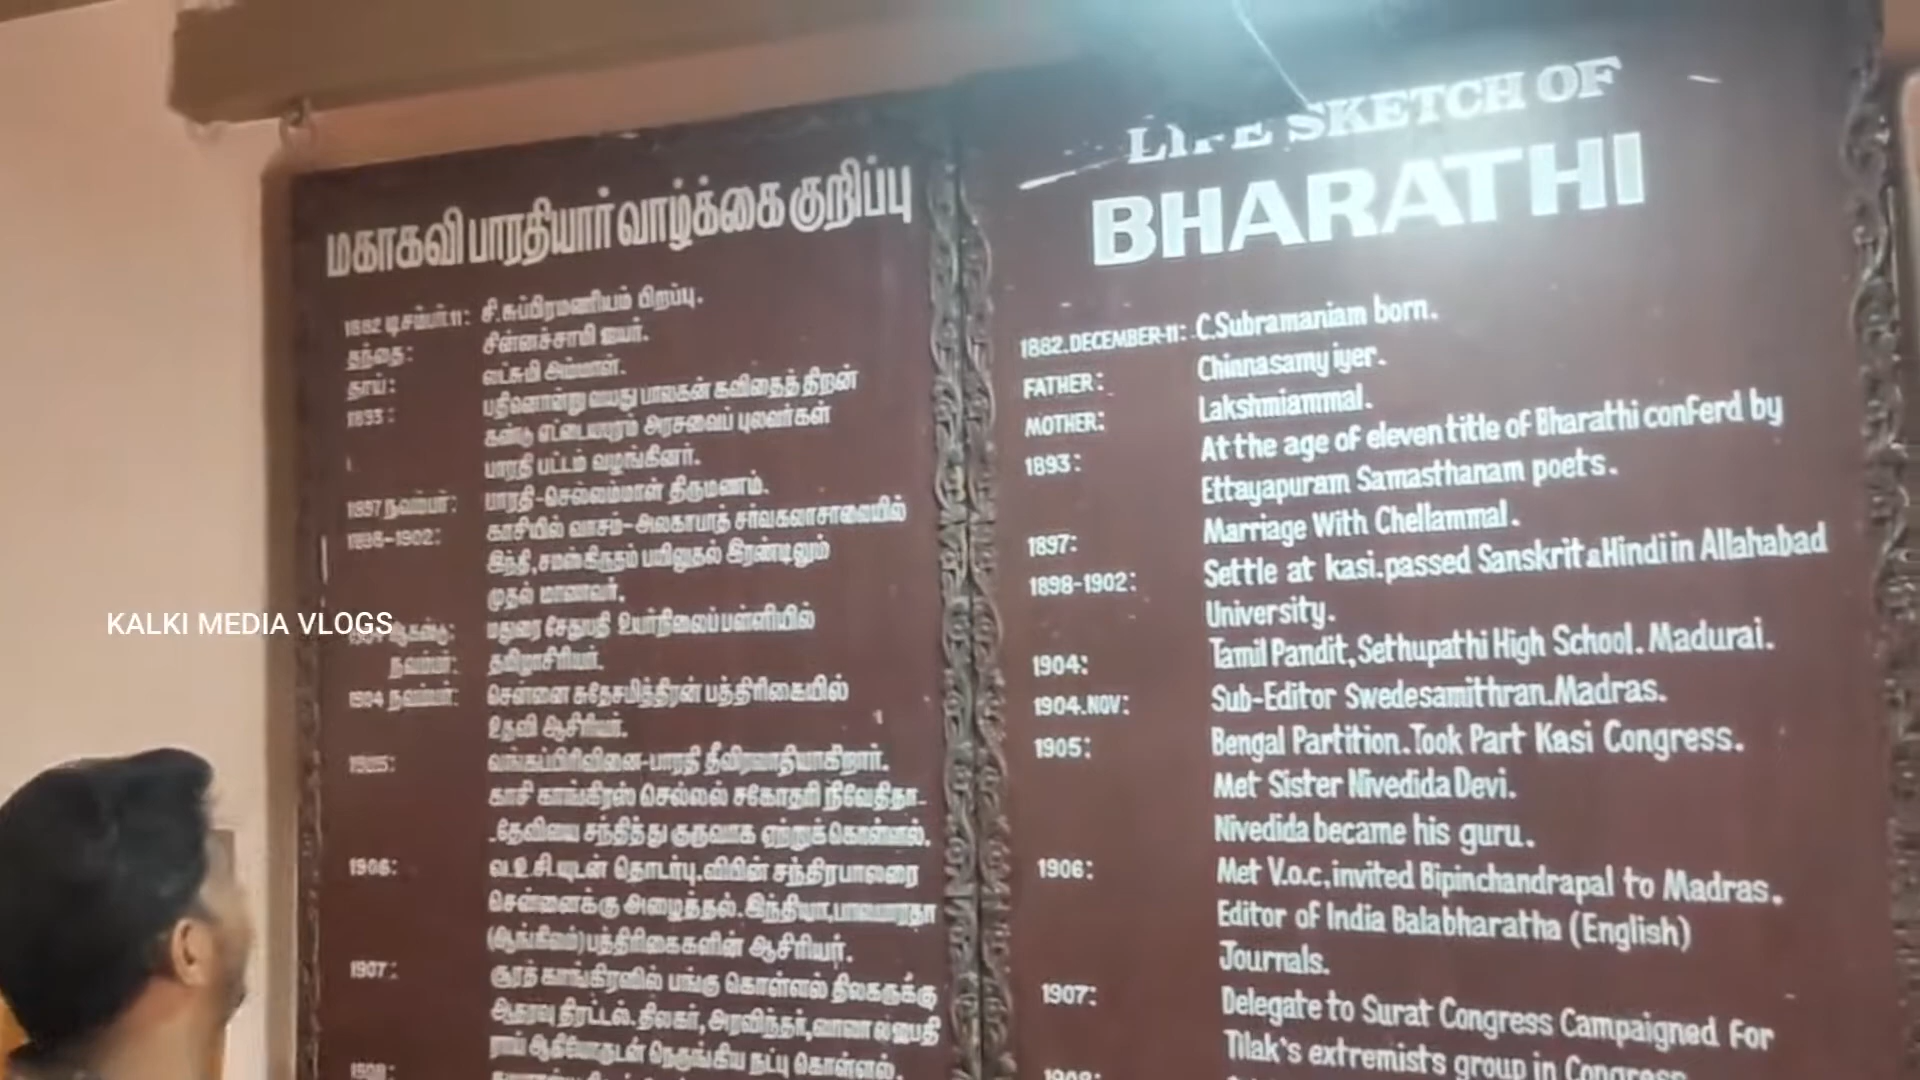 மகாகவி பாரதியார் வாழ்க்கை குறிப்பு
1882 டிசம்பர்.11: சி.சுப்பிரமணியம் பிறப்பு.
தந்தை: சின்னச்சாமி ஐயர்.
தாய்: லட்சுமி அம்மாள்.
1893: பதினொன்று வயது பாலகன் கவிதைத் திறன்
கண்டு எட்டையபுரம் அரசவைப் புலவர்கள்
பாரதி பட்டம் வழங்கினர்.
1897 நவம்பர்: பாரதி-செல்லம்மாள் திருமணம்.
1898-1902: காசியில் வாசம்-அலகாபாத் சர்வகலாசாலையில்
இந்தி,சமஸ்கிருதம் பயிலுதல் இரண்டிலும்
முதல் மாணவர்.
மதுரை சேதுபதி உயர்நிலைப் பள்ளியில்
நவம்பர்: தமிழாசிரியர்.
1904 நவம்பர்: சென்னை சுதேசமித்திரன் பத்திரிகையில்
உதவி ஆசிரியர்.
1905: வங்கப்பிரிவினை-பாரதி தீவிரவாதியாகிறார்.
காசி காங்கிரஸ் செல்லல் சகோதரி நிவேதிதா-
-தேவியை சந்தித்து குருவாக ஏற்றுக்கொள்ளல்.
1906: வ.உ.சி.யுடன் தொடர்பு.விபின் சந்திரபாலரை
சென்னைக்கு அழைத்தல்.இந்தியா,பாலபாரதா
(ஆங்கிலம்) பத்திரிகைகளின் ஆசிரியர்.
1907: சூரத் காங்கிரஸில் பங்கு கொள்ளல் திலகருக்கு
ஆதரவு திரட்டல். திலகர், அரவிந்தர், லாலா லஜபதி
ராய் ஆதியோருடன் நெருங்கிய நட்பு கொள்ளல்.
1908:
LIFE SKETCH OF
BHARATHI
1882.DECEMBER-11: C.Subramaniam born.
FATHER: Chinnasamy iyer.
MOTHER: Lakshmiammal.
1893: At the age of eleven title of Bharathi conferd by
Ettayapuram Samasthanam poets.
1897: Marriage With Chellammal.
1898-1902: Settle at kasi.passed Sanskrit & Hindi in Allahabad
University.
1904: Tamil Pandit, Sethupathi High School. Madurai.
1904.NOV: Sub-Editor Swedesamithran.Madras.
1905: Bengal Partition.Took Part Kasi Congress.
Met Sister Nivedida Devi.
Nivedida became his guru.
1906: Met V.o.c,invited Bipinchandrapal to Madras.
Editor of India Balabharatha (English)
Journals.
1907: Delegate to Surat Congress Campaigned For
Tilak's extremists group in Congress
1908:
KALKI MEDIA VLOGS